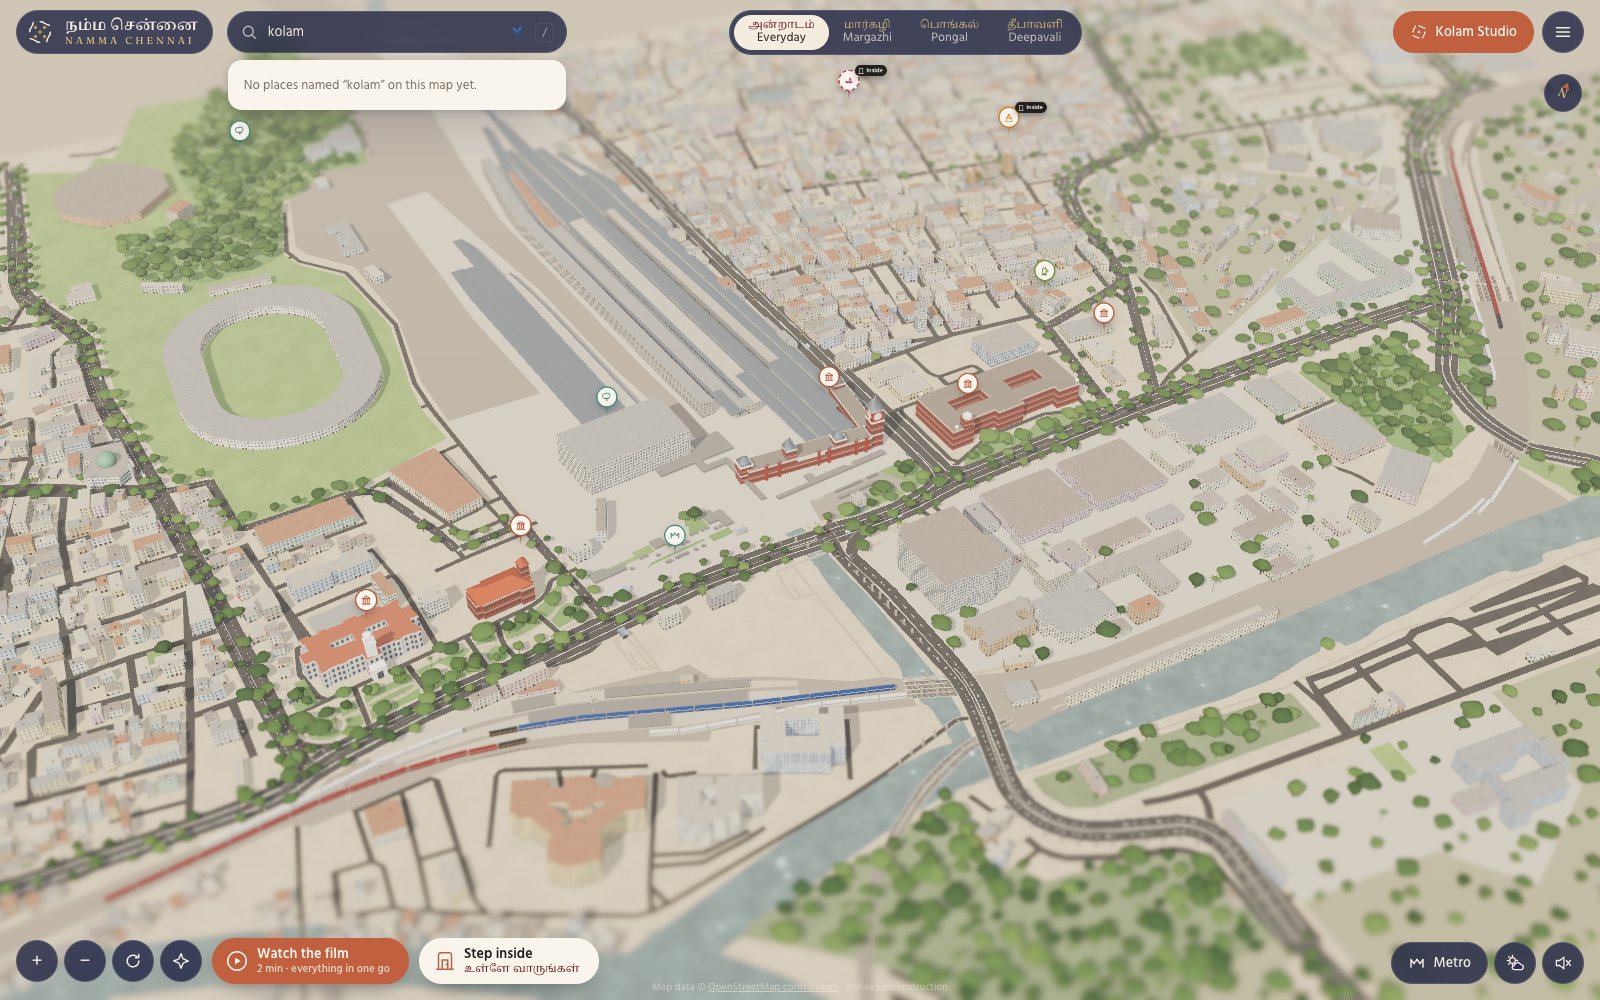 நம்ம சென்னை
NAMMA CHENNAI
kolam
/
No places named “kolam” on this map yet.
அன்றாடம்
Everyday
மார்கழி
Margazhi
பொங்கல்
Pongal
தீபாவளி
Deepavali
Kolam Studio
N
Inside
Inside
Watch the film
2 min · everything in one go
Step inside
உள்ளே வாருங்கள்
Metro
Map data © OpenStreetMap contributors · stylised reconstruction